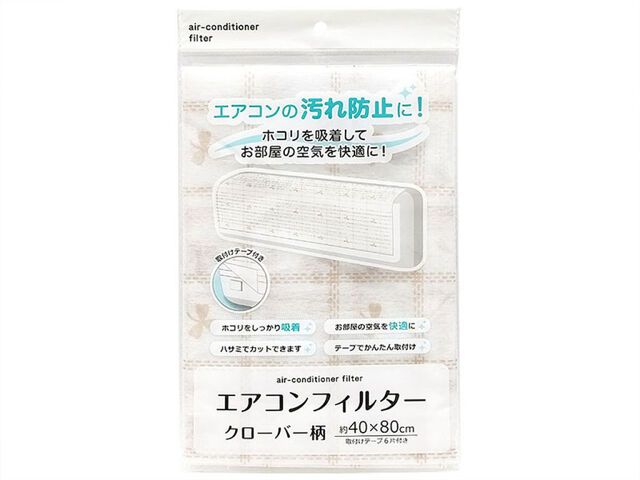 air-conditioner
filter
エアコンの汚れ防止に!
ホコリを吸着して
お部屋の空気を快適に!
取付けテープ付き
ホコリをしっかり吸着
お部屋の空気を快適に
ハサミでカットできます
テープでかんたん取付け
air-conditioner filter
エアコンフィルター
クローバー柄
約40×80cm
取付けテープ6片付き